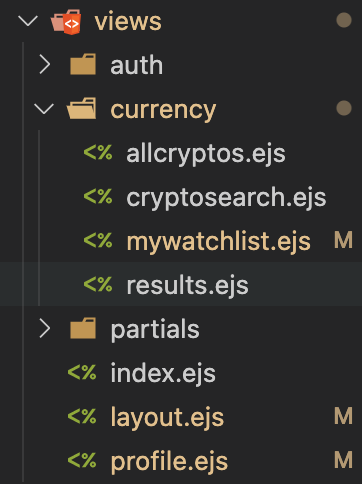 views
auth
currency
allcryptos.ejs
cryptosearch.ejs
mywatchlist.ejs M
results.ejs
partials
index.ejs
layout.ejs M
profile.ejs M